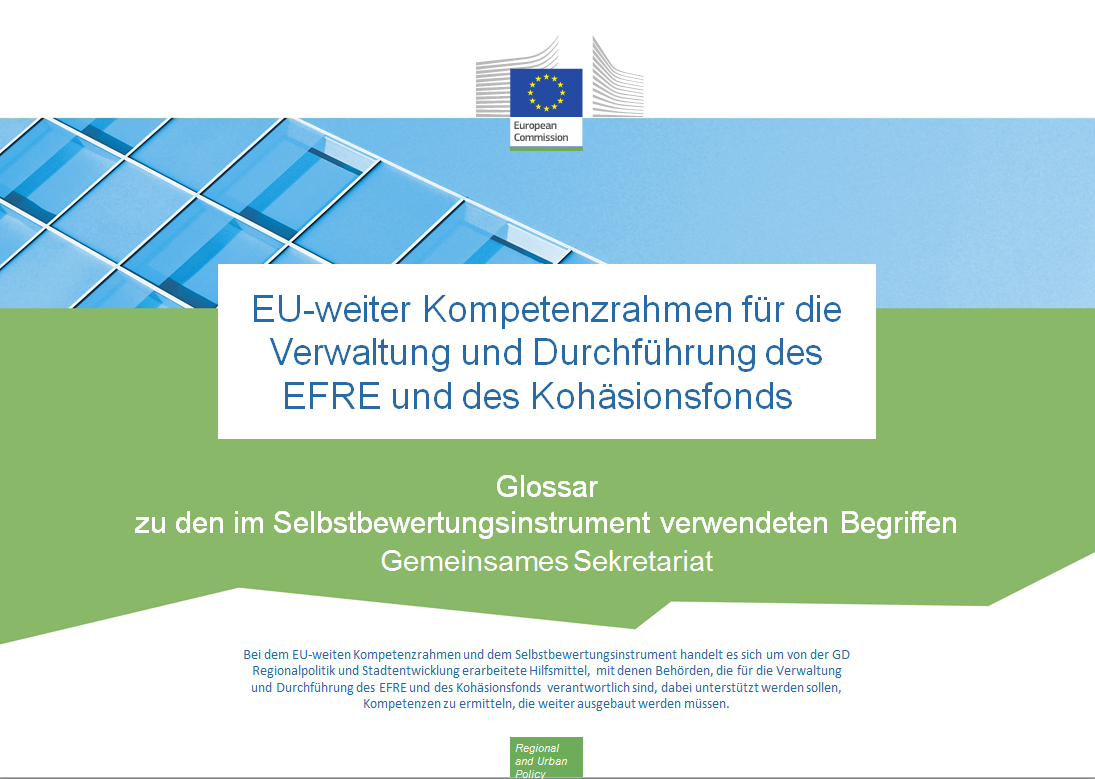 European
Commission
EU-weiter Kompetenzrahmen für die
Verwaltung und Durchführung des
EFRE und des Kohäsionsfonds
Glossar
zu den im Selbstbewertungsinstrument verwendeten Begriffen
Gemeinsames Sekretariat
Bei dem EU-weiten Kompetenzrahmen und dem Selbstbewertungsinstrument handelt es sich um von der GD
Regionalpolitik und Stadtentwicklung erarbeitete Hilfsmittel, mit denen Behörden, die für die Verwaltung
und Durchführung des EFRE und des Kohäsionsfonds verantwortlich sind, dabei unterstützt werden sollen,
Kompetenzen zu ermitteln, die weiter ausgebaut werden müssen.
Regional
and Urban
Policy